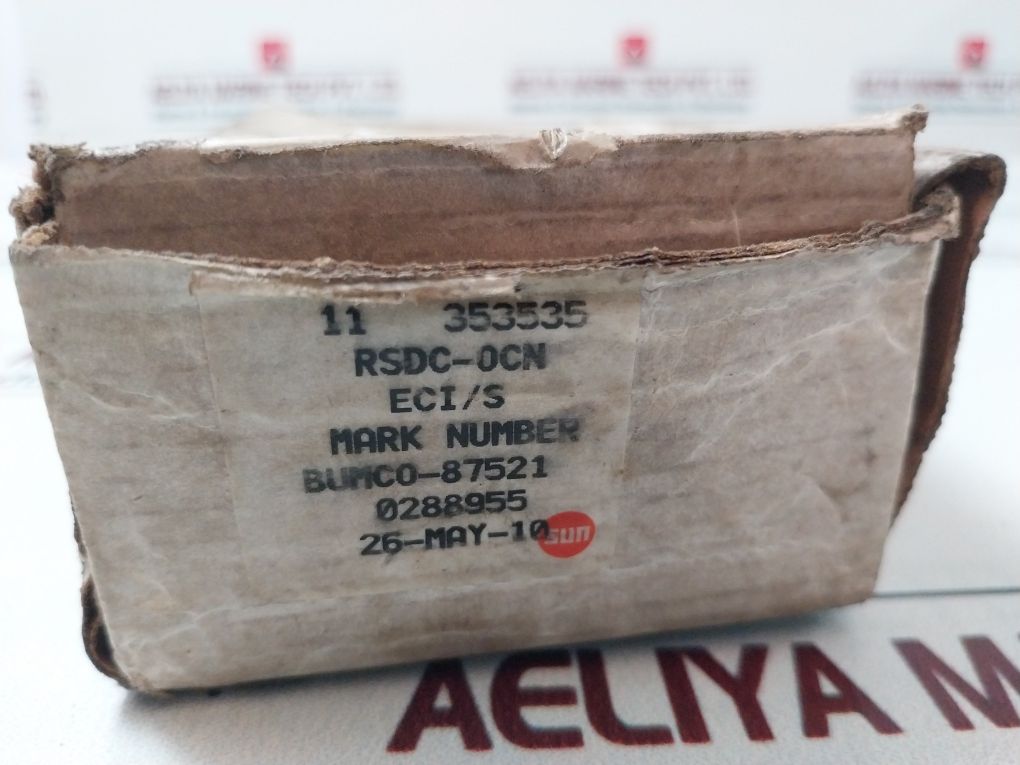 11 353535
RSDC-OCN
ECI/S
MARK NUMBER
BUMCO-87521
0288955
26-MAY-10
sun
AELIYA M